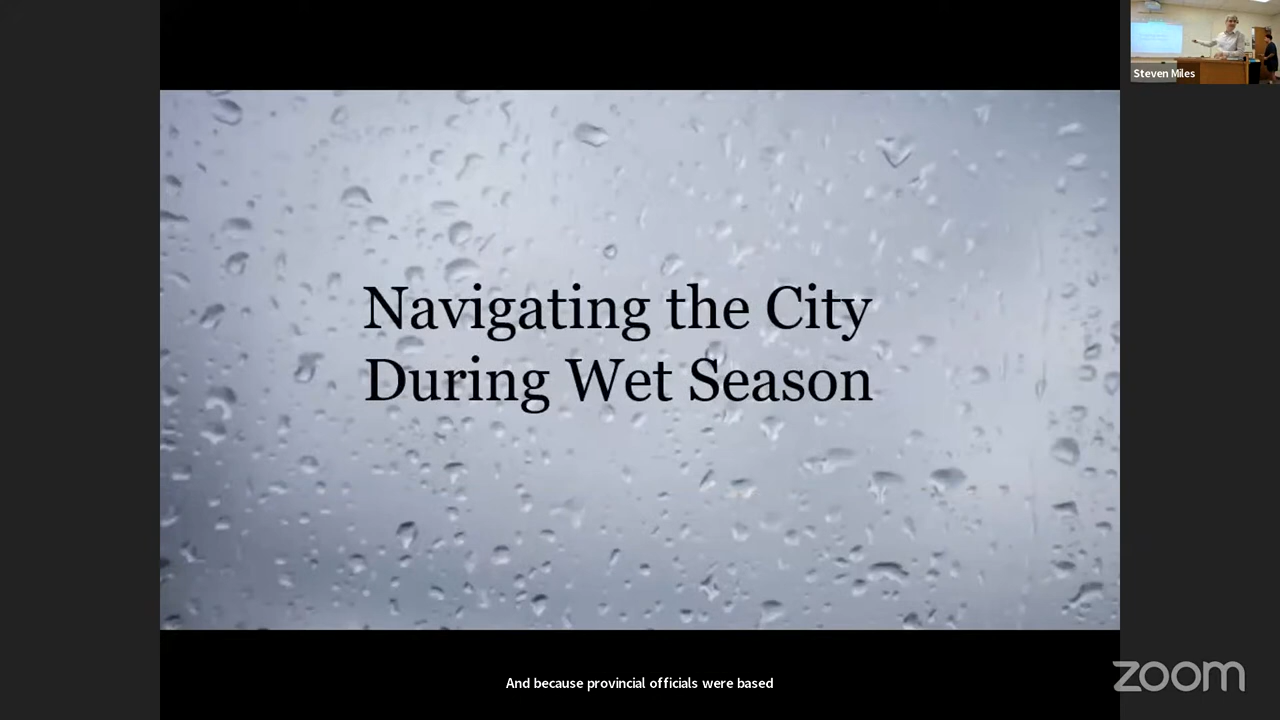 Steven Miles
Navigating the City
During Wet Season
And because provincial officials were based
zoom